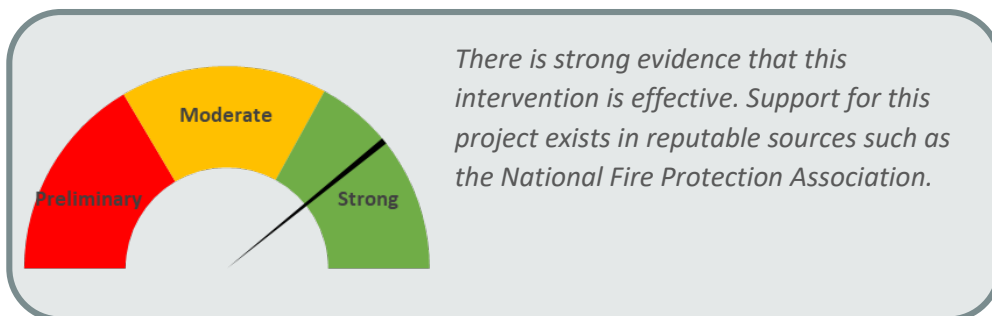 Moderate
Preliminary
Strong
There is strong evidence that this
intervention is effective. Support for this
project exists in reputable sources such as
the National Fire Protection Association.